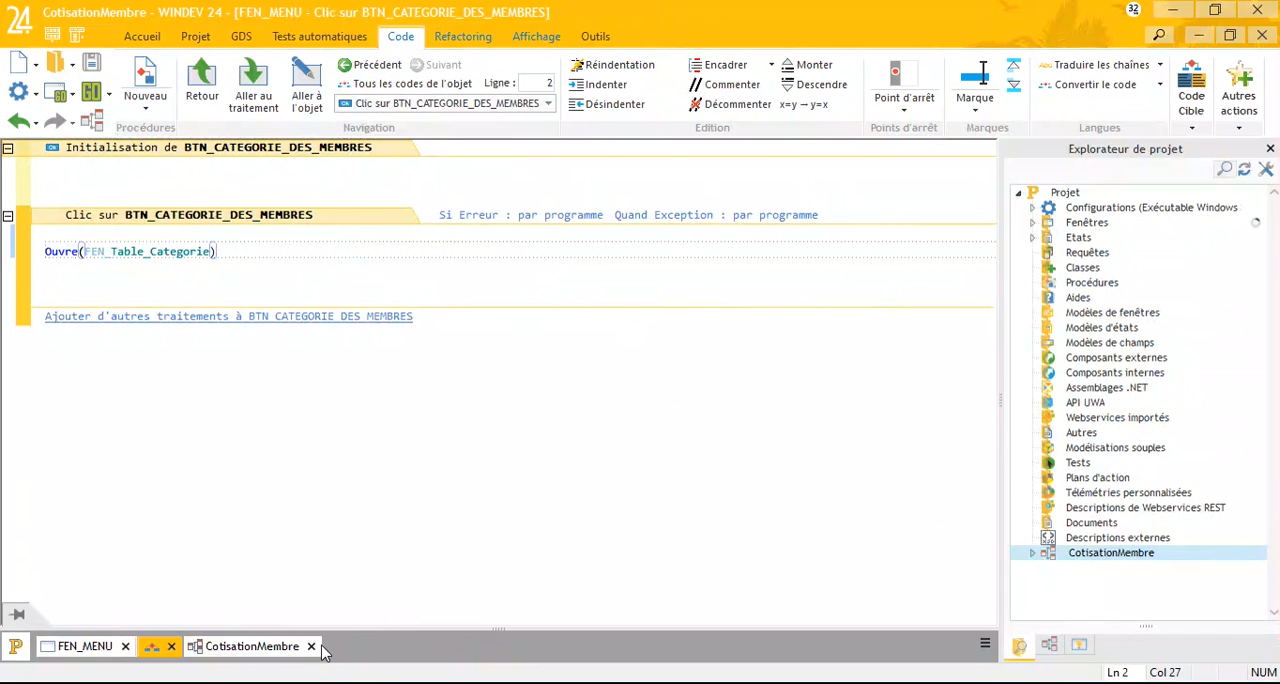 24 CotisationMembre - WINDEV 24 - [FEN_MENU - Clic sur BTN_CATEGORIE_DES_MEMBRES] 32
Accueil Projet GDS Tests automatiques Code Refactoring Affichage Outils
Nouveau
Procédures
Retour
Aller au traitement
Aller à l'objet
Précédent Suivant
Tous les codes de l'objet Ligne : 2
Clic sur BTN_CATEGORIE_DES_MEMBRES
Navigation
Réindentation
Indenter
Désindenter
Encadrer
// Commenter
Décommenter
Monter
Descendre
x=y → y=x
Edition
Point d'arrêt
Points d'arrêt
Marque
Marques
Traduire les chaînes
Convertir le code
Langues
Code Cible
Autres actions
Initialisation de BTN_CATEGORIE_DES_MEMBRES
Clic sur BTN_CATEGORIE_DES_MEMBRES Si Erreur : par programme Quand Exception : par programme
Ouvre(FEN_Table_Categorie)
Ajouter d'autres traitements à BTN_CATEGORIE_DES_MEMBRES
Explorateur de projet
Projet
Configurations (Exécutable Windows
Fenêtres
Etats
Requêtes
Classes
Procédures
Aides
Modèles de fenêtres
Modèles d'états
Modèles de champs
Composants externes
Composants internes
Assemblages .NET
API UWA
Webservices importés
Autres
Modélisations souples
Tests
Plans d'action
Télémétries personnalisées
Descriptions de Webservices REST
Documents
Descriptions externes
CotisationMembre
FEN_MENU CotisationMembre
Ln 2 Col 27 NUM